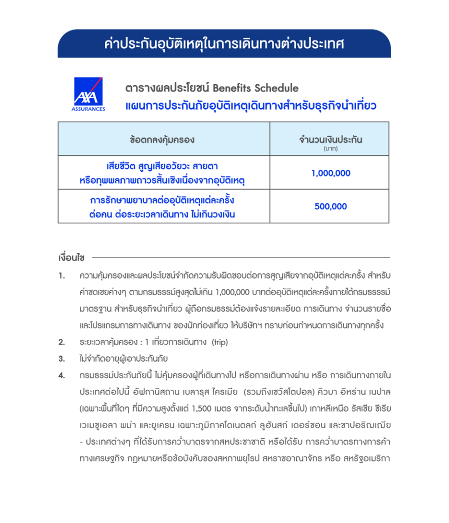 ค่าประกันอุบัติเหตุในการเดินทางต่างประเทศ
AXA
ASSURANCES
ตารางผลประโยชน์ Benefits Schedule
แผนการประกันภัยอุบัติเหตุเดินทางสำหรับธุรกิจนำเที่ยว
ข้อตกลงคุ้มครอง
จำนวนเงินประกัน
(บาท)
เสียชีวิต สูญเสียอวัยวะ สายตา
หรือทุพพลภาพถาวรสิ้นเชิงเนื่องจากอุบัติเหตุ
1,000,000
การรักษาพยาบาลต่ออุบัติเหตุแต่ละครั้ง
ต่อคน ต่อระยะเวลาเดินทาง ไม่เกินวงเงิน
500,000
เงื่อนไข
1. ความคุ้มครองและผลประโยชน์จำกัดความรับผิดชอบต่อการสูญเสียจากอุบัติเหตุแต่ละครั้ง สำหรับ
ค่าชดเชยค่างๆ ตามกรมธรรม์สูงสุดไม่เกิน 1,000,000 บาทต่ออุบัติเหตุแต่ละครั้งภายใต้กรมธรรรม์
มาตรฐาน สำหรับธุรกิจนำเที่ยว ผู้ถือกรมธรรม์ต้องแจ้งรายละเอียด การเดินทาง จำนวนรายชื่อ
และโปรแกรมการทางเดินทาง ของนักท่องเที่ยว ให้บริษัทฯ ทราบก่อนกำหนดการเดินทางทุกครั้ง
2. ระยะเวลาคุ้มครอง : 1 เที่ยวการเดินทาง (trip)
3. ไม่จำกัดอายุผู้เอาประกันภัย
4. กรมธรรม์ประกันภัยนี้ ไม่คุ้มครองผู้ที่เดินทางไป หรือการเดินทางผ่าน หรือ การเดินทางภายใน
ประเทศต่อไปนี้ อัฟกานิสถาน เบลารุส ไครเมีย (รวมถึงเซวัสโตปอล) คิวบา อิหร่าน เนปาล
(เฉพาะพื้นที่ใดๆ ที่มีความสูงตั้งแต่ 1,500 เมตร จากระดับน้ำทะเลขึ้นไป) เกาหลีเหนือ รัสเซีย ซีเรีย
เวเนซุเอลา พม่า และยูเครน เฉพาะภูมิภาคโดเนตสก์ ลูฮันสก์ เคอร์ซอน และซาปอริฌเฌีย
- ประเทศต่างๆ ที่ได้รับการคว่ำบาตรจากสหประชาชาติ หรือได้รับ การคว่ำบาตรทางการค้า
ทางเศรษฐกิจ กฎหมายหรือข้อบังคับของสหภาพยุโรป สหราชอาณาจักร หรือ สหรัฐอเมริกา